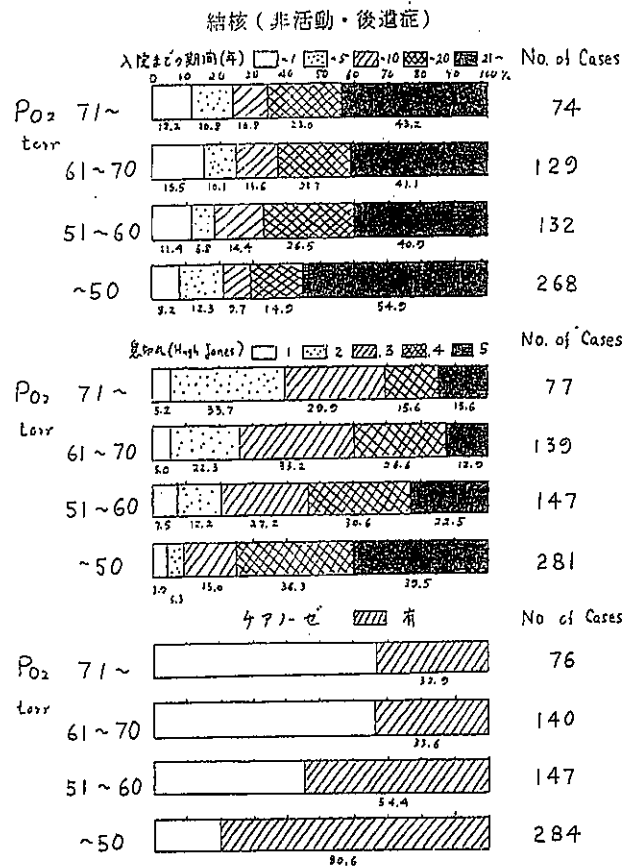 結核(非活動・後遺症)
入院までの期間(年) ~1 ~5 ~10 ~20 21~ No. of Cases
0 10 20 30 40 50 60 70 80 90 100%
PO2 71~ 74
torr 12.2 10.8 10.8 23.0 43.2
61~70 129
15.5 10.1 11.6 21.7 41.1
51~60 132
11.4 6.8 14.4 26.5 40.9
~50 268
8.2 12.3 9.7 14.9 54.9
息切れ(Hugh Jones) 1 2 3 4 5 No. of Cases
PO2 71~ 77
torr 5.2 33.7 29.9 15.6 15.6
61~70 139
5.0 22.3 33.2 26.6 12.9
51~60 147
7.5 12.2 27.2 30.6 22.5
~50 281
3.9 5.3 15.0 36.3 39.5
チアノーゼ 有 No of Cases
PO2 71~ 76
torr 32.9
61~70 140
33.6
51~60 147
54.4
~50 284
80.6